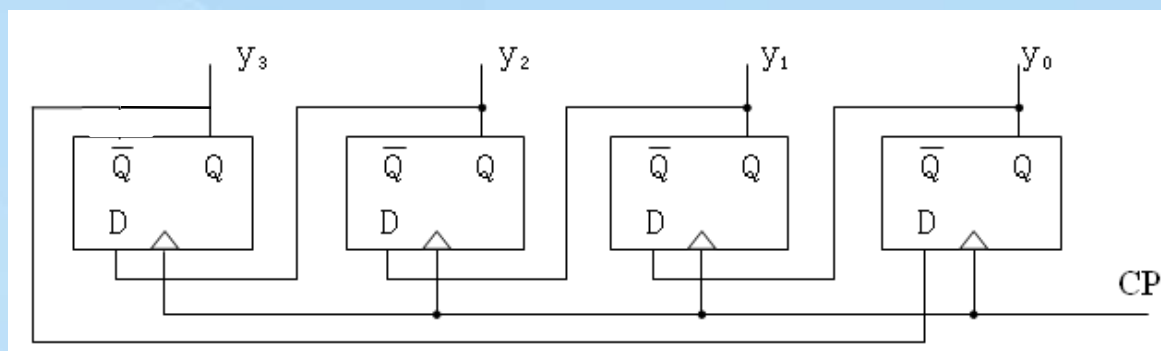 y₃ y₂ y₁ y₀
Q̅ Q Q̅ Q Q̅ Q Q̅ Q
D D D D
CP